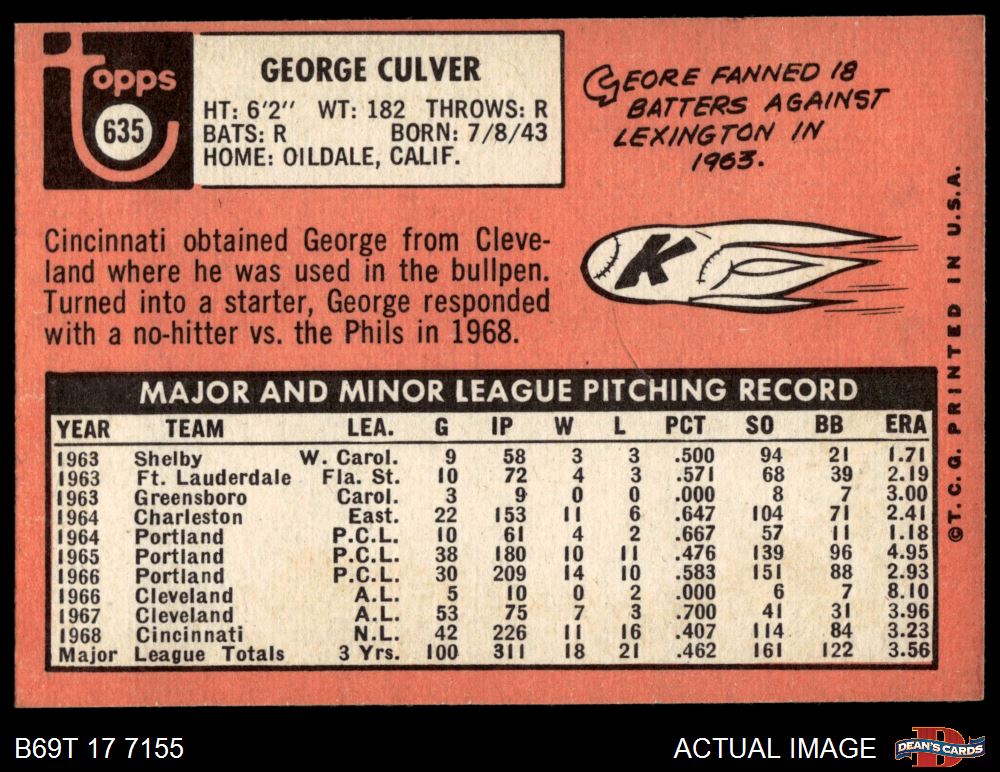 topps
635
GEORGE CULVER
HT: 6'2" WT: 182 THROWS: R
BATS: R BORN: 7/8/43
HOME: OILDALE, CALIF.
GEORE FANNED 18
BATTERS AGAINST
LEXINGTON IN
1963.
Cincinnati obtained George from Cleve-
land where he was used in the bullpen.
Turned into a starter, George responded
with a no-hitter vs. the Phils in 1968.
K
MAJOR AND MINOR LEAGUE PITCHING RECORD
YEAR TEAM LEA. G IP W L PCT SO BB ERA
1963 Shelby W. Carol. 9 58 3 3 .500 94 21 1.71
1963 Ft. Lauderdale Fla. St. 10 72 4 3 .571 68 39 2.19
1963 Greensboro Carol. 3 9 0 0 .000 8 7 3.00
1964 Charleston East. 22 153 11 6 .647 104 71 2.41
1964 Portland P.C.L. 10 61 4 2 .667 57 11 1.18
1965 Portland P.C.L. 38 180 10 11 .476 139 96 4.95
1966 Portland P.C.L. 30 209 14 10 .583 151 88 2.93
1966 Cleveland A.L. 5 10 0 2 .000 6 7 8.10
1967 Cleveland A.L. 53 75 7 3 .700 41 31 3.96
1968 Cincinnati N.L. 42 226 11 16 .407 114 84 3.23
Major League Totals 3 Yrs. 100 311 18 21 .462 161 122 3.56
©T.C.G. PRINTED IN U.S.A.
B69T 17 7155
ACTUAL IMAGE
D
DEAN'S CARDS